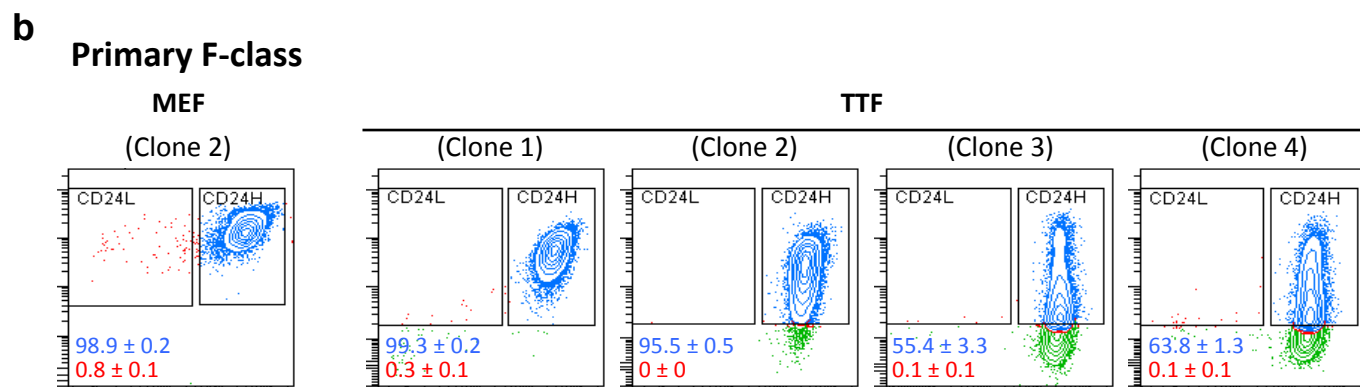 b
Primary F-class
MEF
TTF
(Clone 2)
(Clone 1)
(Clone 2)
(Clone 3)
(Clone 4)
CD24L
CD24H
CD24L
CD24H
CD24L
CD24H
CD24L
CD24H
CD24L
CD24H
98.9 ± 0.2
0.8 ± 0.1
99.3 ± 0.2
0.3 ± 0.1
95.5 ± 0.5
0 ± 0
55.4 ± 3.3
0.1 ± 0.1
63.8 ± 1.3
0.1 ± 0.1